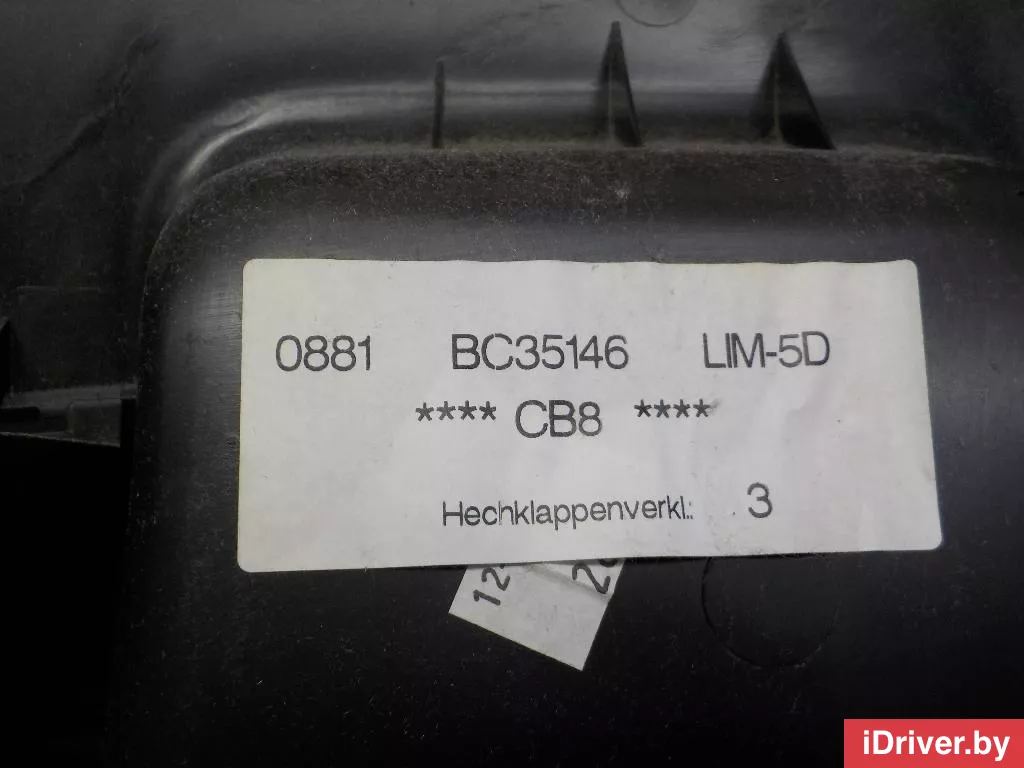 0881 BC35146 LIM-5D
**** CB8 ****
Hechklappenverkl.: 3
iDriver.by